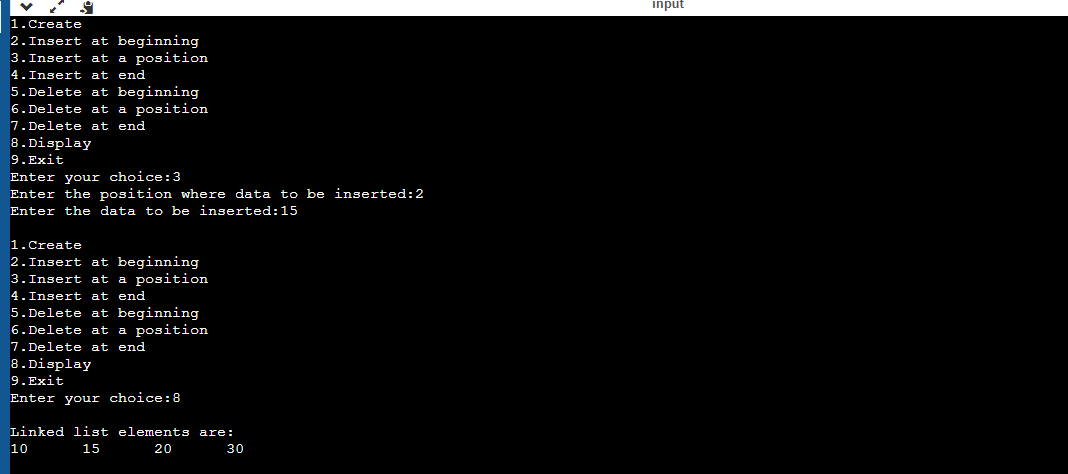 input
1.Create
2.Insert at beginning
3.Insert at a position
4.Insert at end
5.Delete at beginning
6.Delete at a position
7.Delete at end
8.Display
9.Exit
Enter your choice:3
Enter the position where data to be inserted:2
Enter the data to be inserted:15
1.Create
2.Insert at beginning
3.Insert at a position
4.Insert at end
5.Delete at beginning
6.Delete at a position
7.Delete at end
8.Display
9.Exit
Enter your choice:8
Linked list elements are:
10 15 20 30